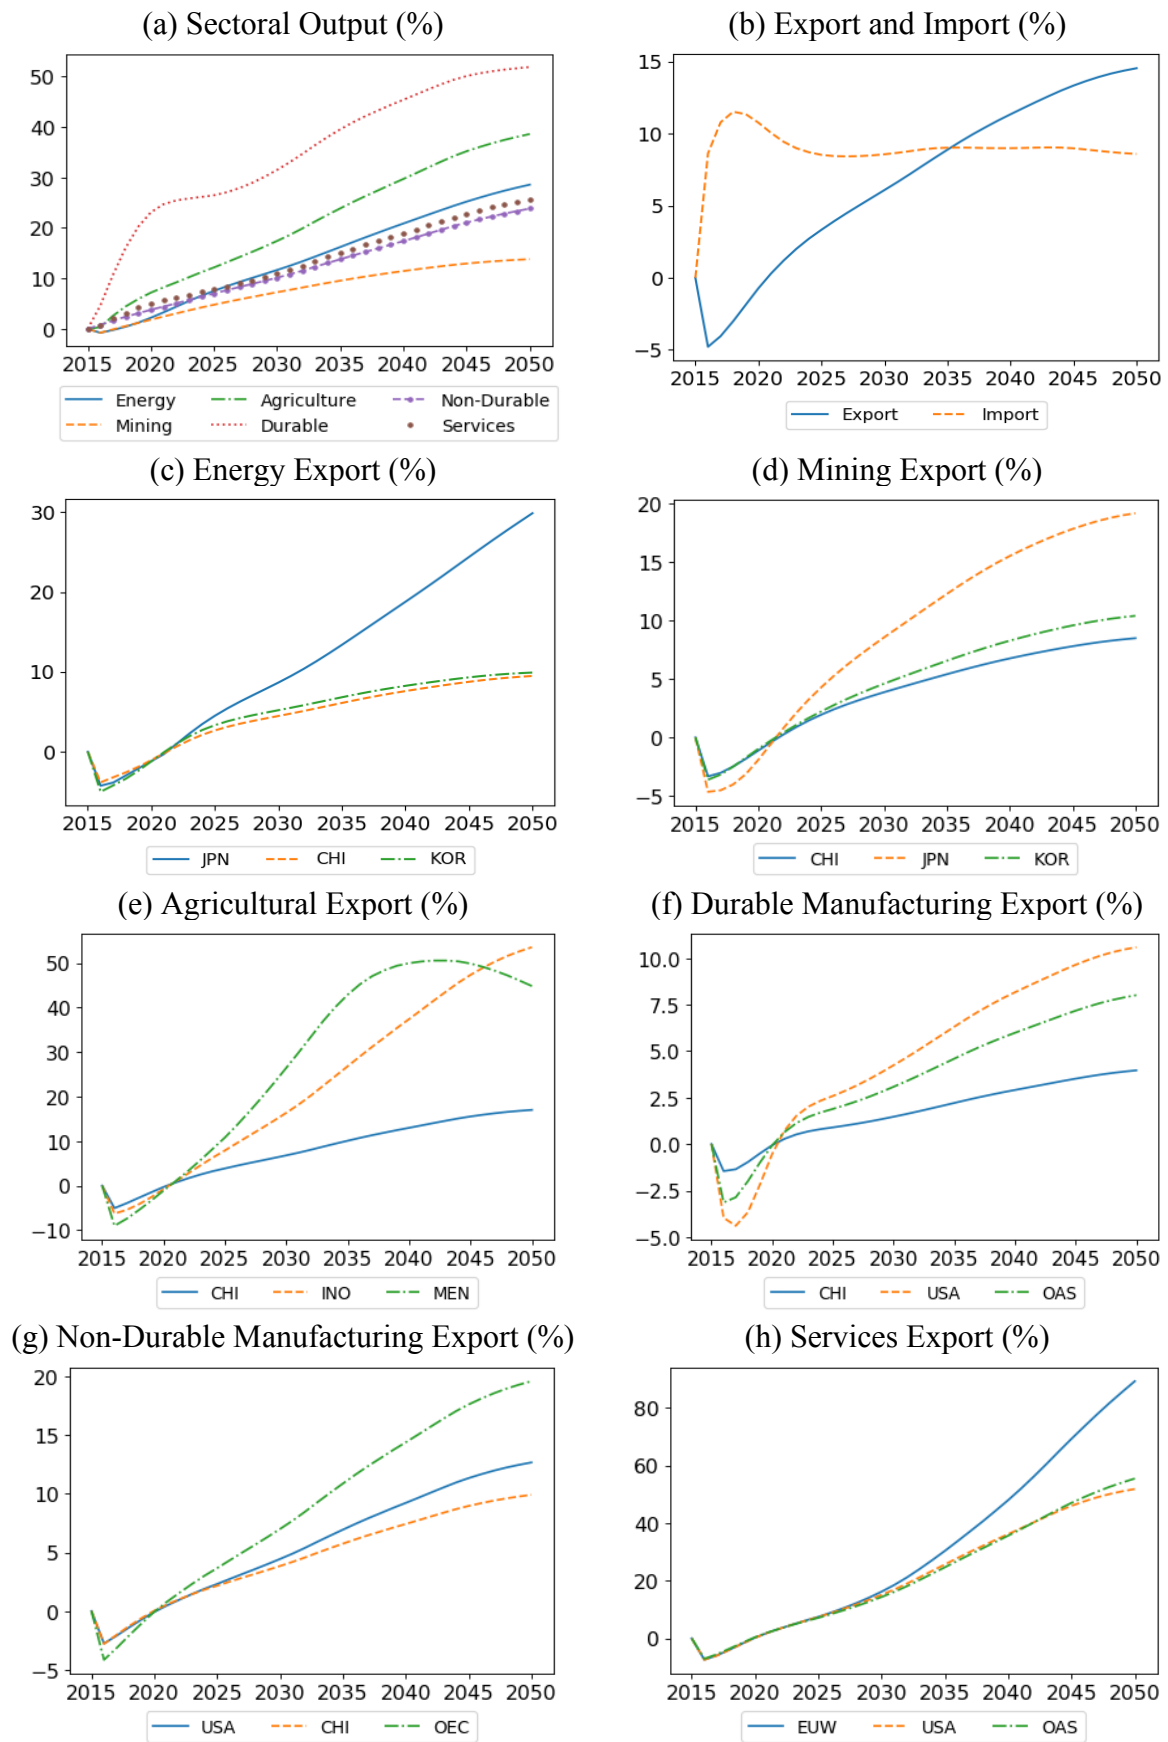 (a) Sectoral Output (%)
50
40
30
20
10
0
2015 2020 2025 2030 2035 2040 2045 2050
Energy Agriculture Non-Durable
Mining Durable Services
(b) Export and Import (%)
15
10
5
0
−5
2015 2020 2025 2030 2035 2040 2045 2050
Export Import
(c) Energy Export (%)
30
20
10
0
2015 2020 2025 2030 2035 2040 2045 2050
JPN CHI KOR
(d) Mining Export (%)
20
15
10
5
0
−5
2015 2020 2025 2030 2035 2040 2045 2050
CHI JPN KOR
(e) Agricultural Export (%)
50
40
30
20
10
0
−10
2015 2020 2025 2030 2035 2040 2045 2050
CHI INO MEN
(f) Durable Manufacturing Export (%)
10.0
7.5
5.0
2.5
0.0
−2.5
−5.0
2015 2020 2025 2030 2035 2040 2045 2050
CHI USA OAS
(g) Non-Durable Manufacturing Export (%)
20
15
10
5
0
−5
2015 2020 2025 2030 2035 2040 2045 2050
USA CHI OEC
(h) Services Export (%)
80
60
40
20
0
2015 2020 2025 2030 2035 2040 2045 2050
EUW USA OAS